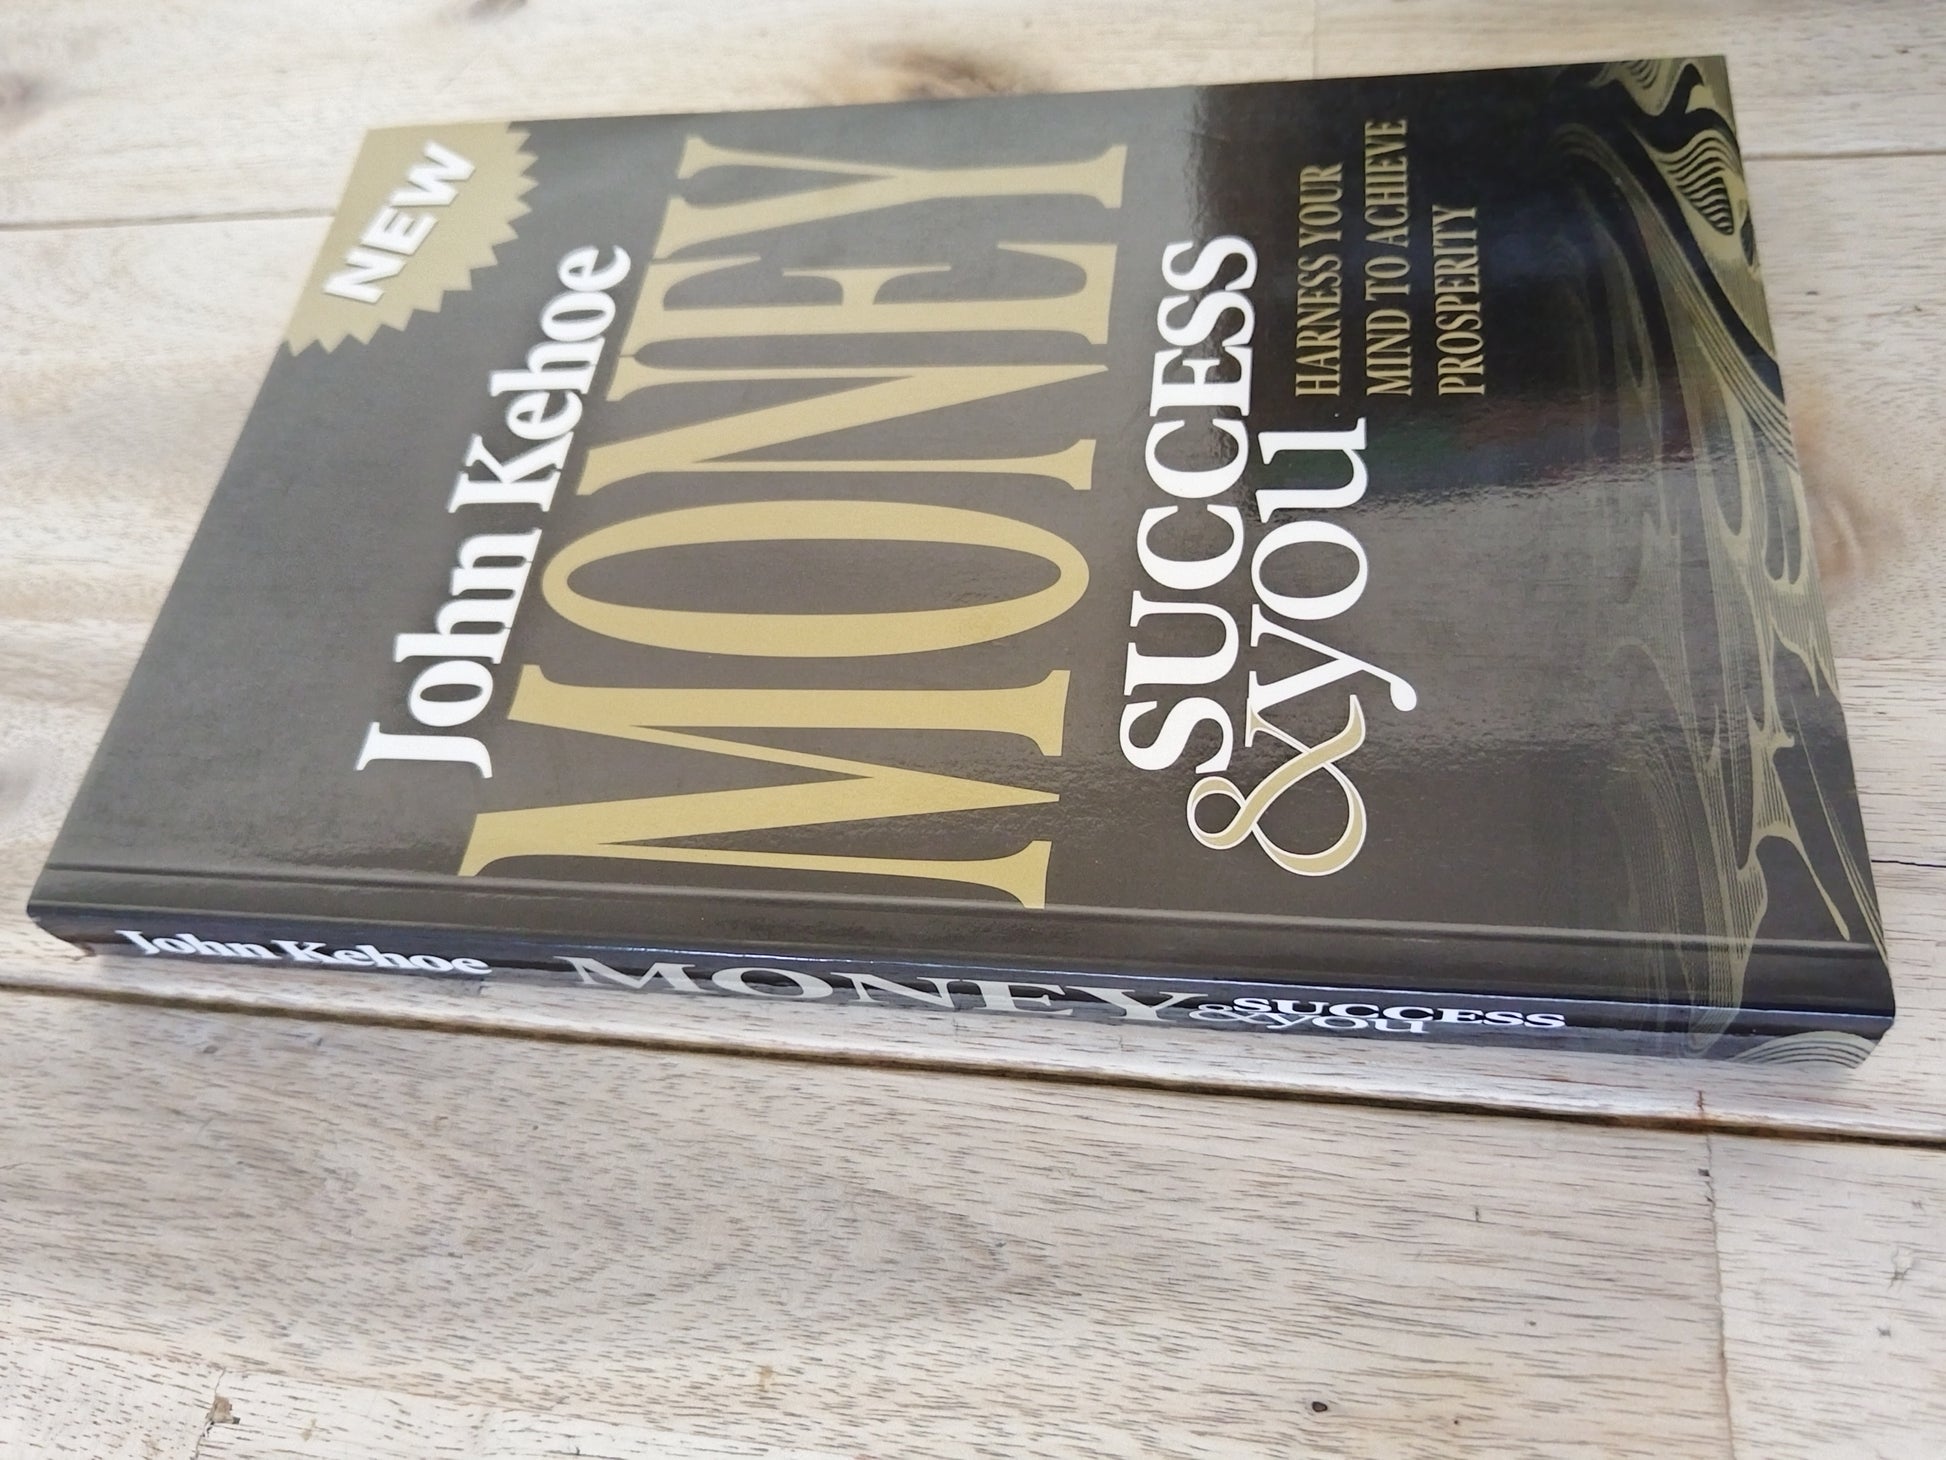 NEW
John Kehoe
MONEY
SUCCESS
&you
HARNESS YOUR
MIND TO ACHIEVE
PROSPERITY
John Kehoe MONEY SUCCESS
&you